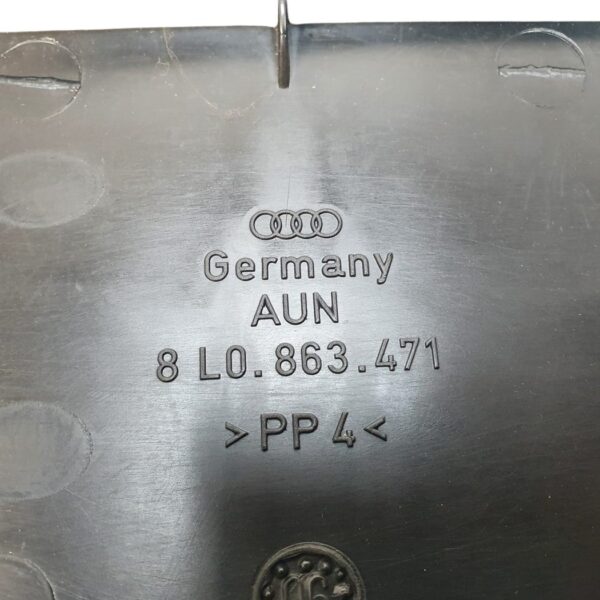 Germany
AUN
8 L0.863.471
>PP4<